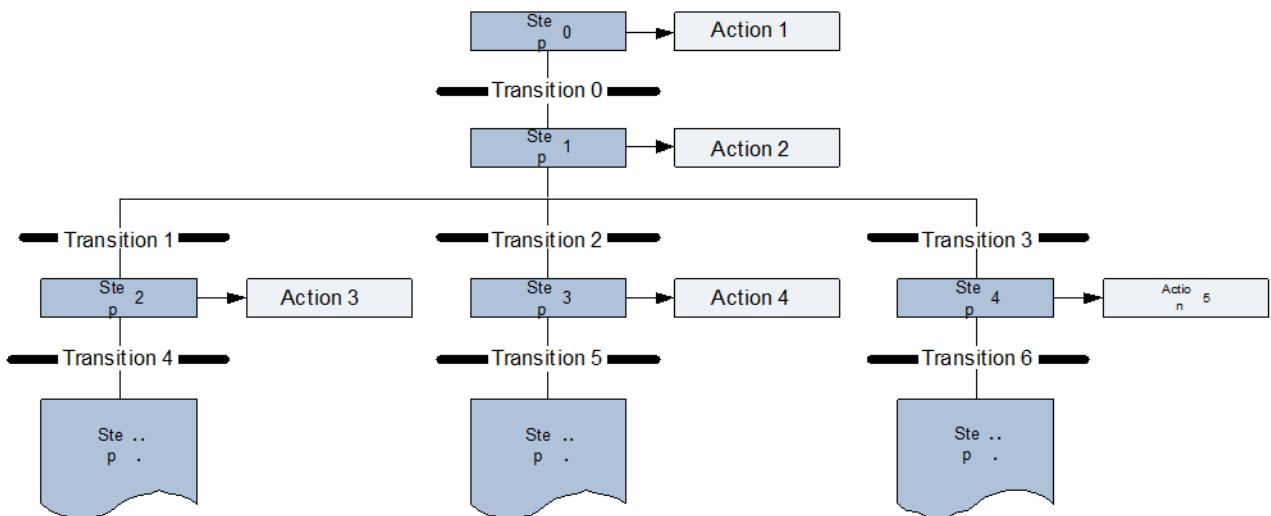 Ste
p 0
Action 1
Transition 0
Ste
p 1
Action 2
Transition 1
Transition 2
Transition 3
Ste
p 2
Action 3
Ste
p 3
Action 4
Ste
p 4
Actio
n 5
Transition 4
Transition 5
Transition 6
Ste ..
p .
Ste ..
p .
Ste ..
p .